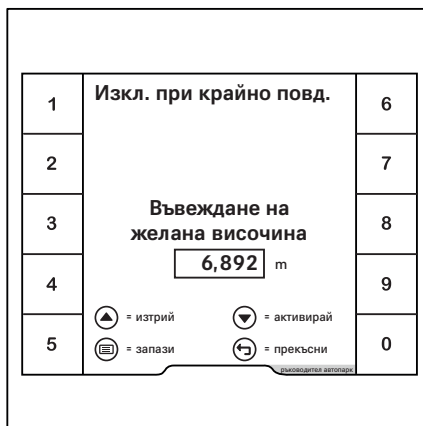 Изкл. при крайно повд.
1
6
2
7
3
8
Въвеждане на
желана височина
6,892 m
4
9
= изтрий
= активирай
5
0
= запази
= прекъсни
ръководител автопарк